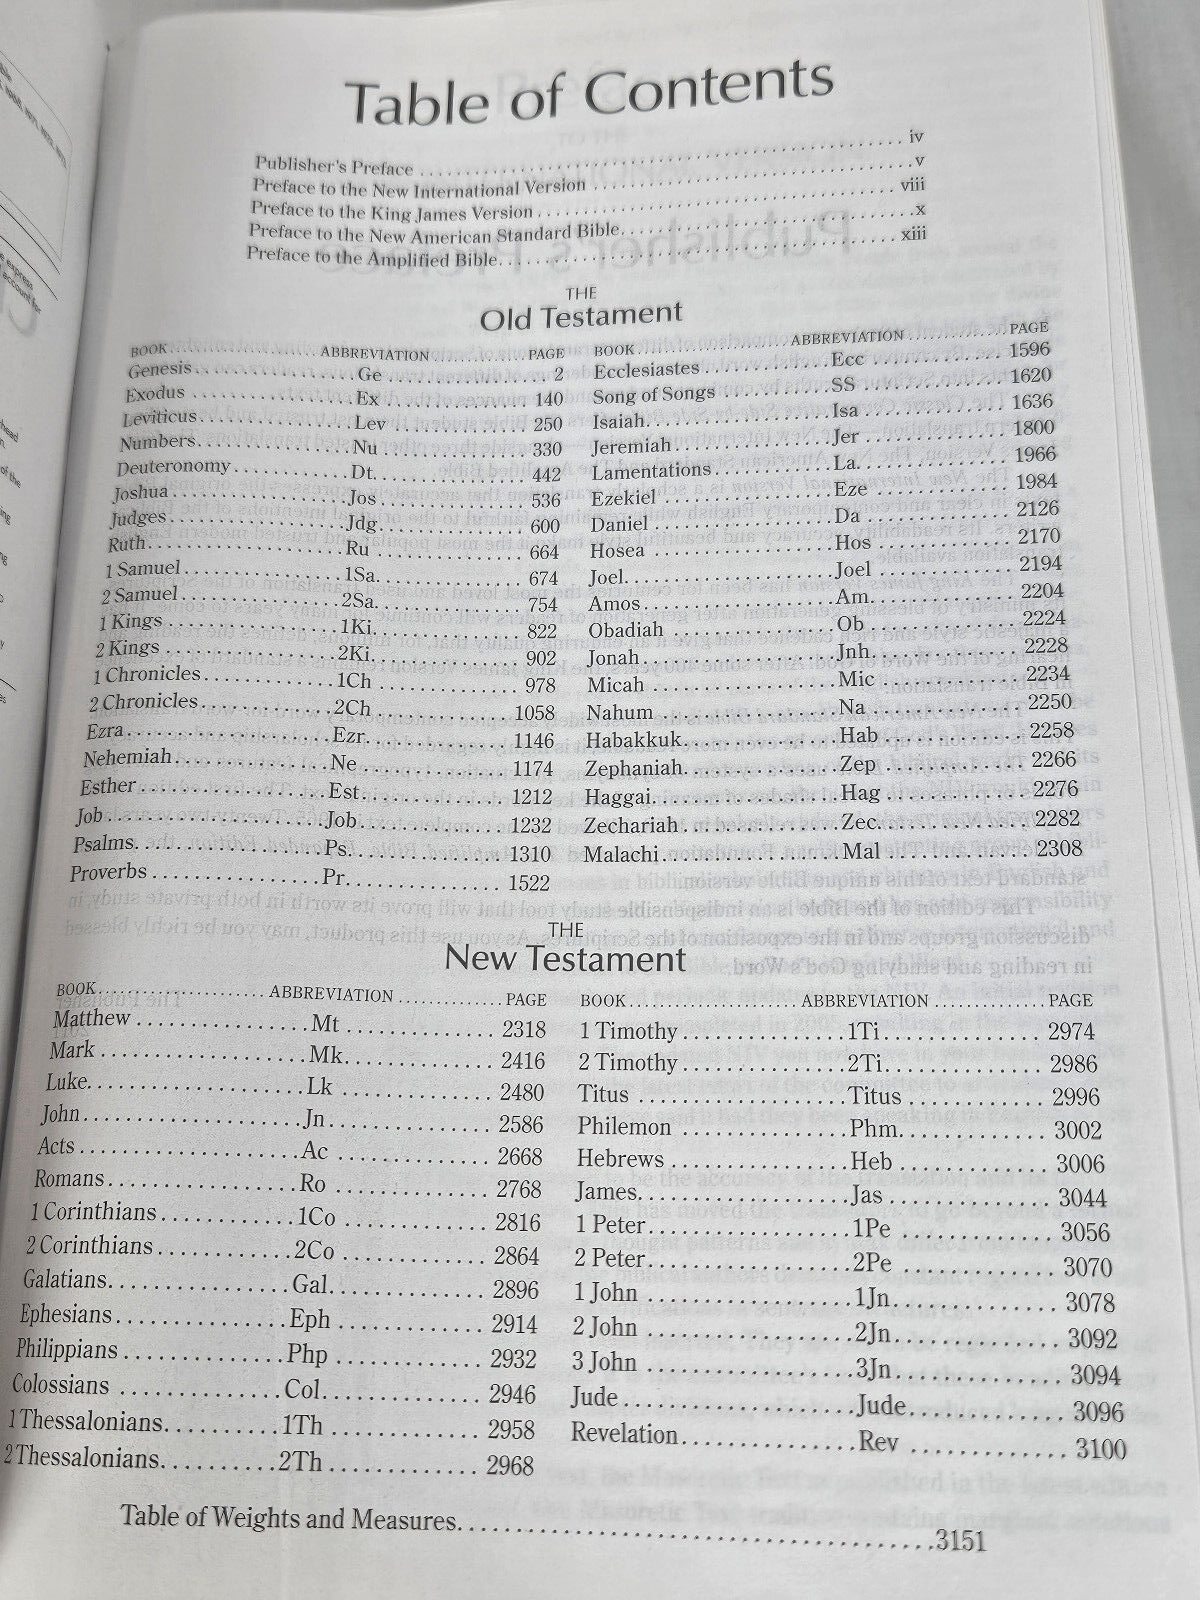 Table of Contents
Publisher's Preface iv
Preface to the New International Version v
Preface to the King James Version viii
Preface to the New American Standard Bible x
Preface to the Amplified Bible xiii
THE
Old Testament
BOOK ABBREVIATION PAGE
Genesis Ge 2
Exodus Ex 140
Leviticus Lev 250
Numbers Nu 330
Deuteronomy Dt. 442
Joshua Jos 536
Judges Jdg 600
Ruth Ru 664
1 Samuel 1Sa. 674
2 Samuel 2Sa. 754
1 Kings 1Ki. 822
2 Kings 2Ki. 902
1 Chronicles 1Ch 978
2 Chronicles 2Ch 1058
Ezra Ezr. 1146
Nehemiah Ne 1174
Esther Est 1212
Job Job 1232
Psalms Ps. 1310
Proverbs Pr 1522
BOOK ABBREVIATION PAGE
Ecclesiastes Ecc 1596
Song of Songs SS 1620
Isaiah Isa 1636
Jeremiah Jer 1800
Lamentations La. 1966
Ezekiel Eze 1984
Daniel Da 2126
Hosea Hos 2170
Joel Joel 2194
Amos Am. 2204
Obadiah Ob 2224
Jonah Jnh 2228
Micah Mic 2234
Nahum Na 2250
Habakkuk Hab 2258
Zephaniah Zep 2266
Haggai Hag 2276
Zechariah Zec. 2282
Malachi Mal 2308
THE
New Testament
BOOK ABBREVIATION PAGE
Matthew Mt 2318
Mark Mk. 2416
Luke Lk 2480
John Jn 2586
Acts Ac 2668
Romans Ro 2768
1 Corinthians 1Co 2816
2 Corinthians 2Co 2864
Galatians Gal. 2896
Ephesians Eph 2914
Philippians Php 2932
Colossians Col. 2946
1 Thessalonians 1Th 2958
2 Thessalonians 2Th 2968
BOOK ABBREVIATION PAGE
1 Timothy 1Ti 2974
2 Timothy 2Ti 2986
Titus Titus 2996
Philemon Phm. 3002
Hebrews Heb 3006
James Jas 3044
1 Peter 1Pe 3056
2 Peter 2Pe 3070
1 John 1Jn 3078
2 John 2Jn 3092
3 John 3Jn 3094
Jude Jude 3096
Revelation Rev 3100
Table of Weights and Measures 3151